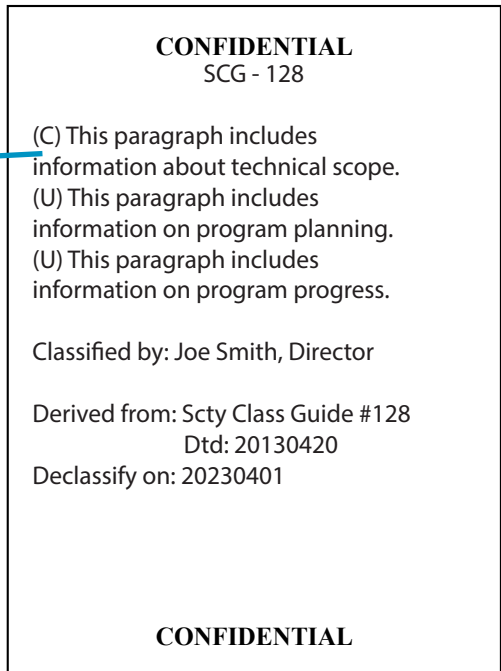 CONFIDENTIAL
SCG - 128
(C) This paragraph includes
information about technical scope.
(U) This paragraph includes
information on program planning.
(U) This paragraph includes
information on program progress.
Classified by: Joe Smith, Director
Derived from: Scty Class Guide #128
Dtd: 20130420
Declassify on: 20230401
CONFIDENTIAL